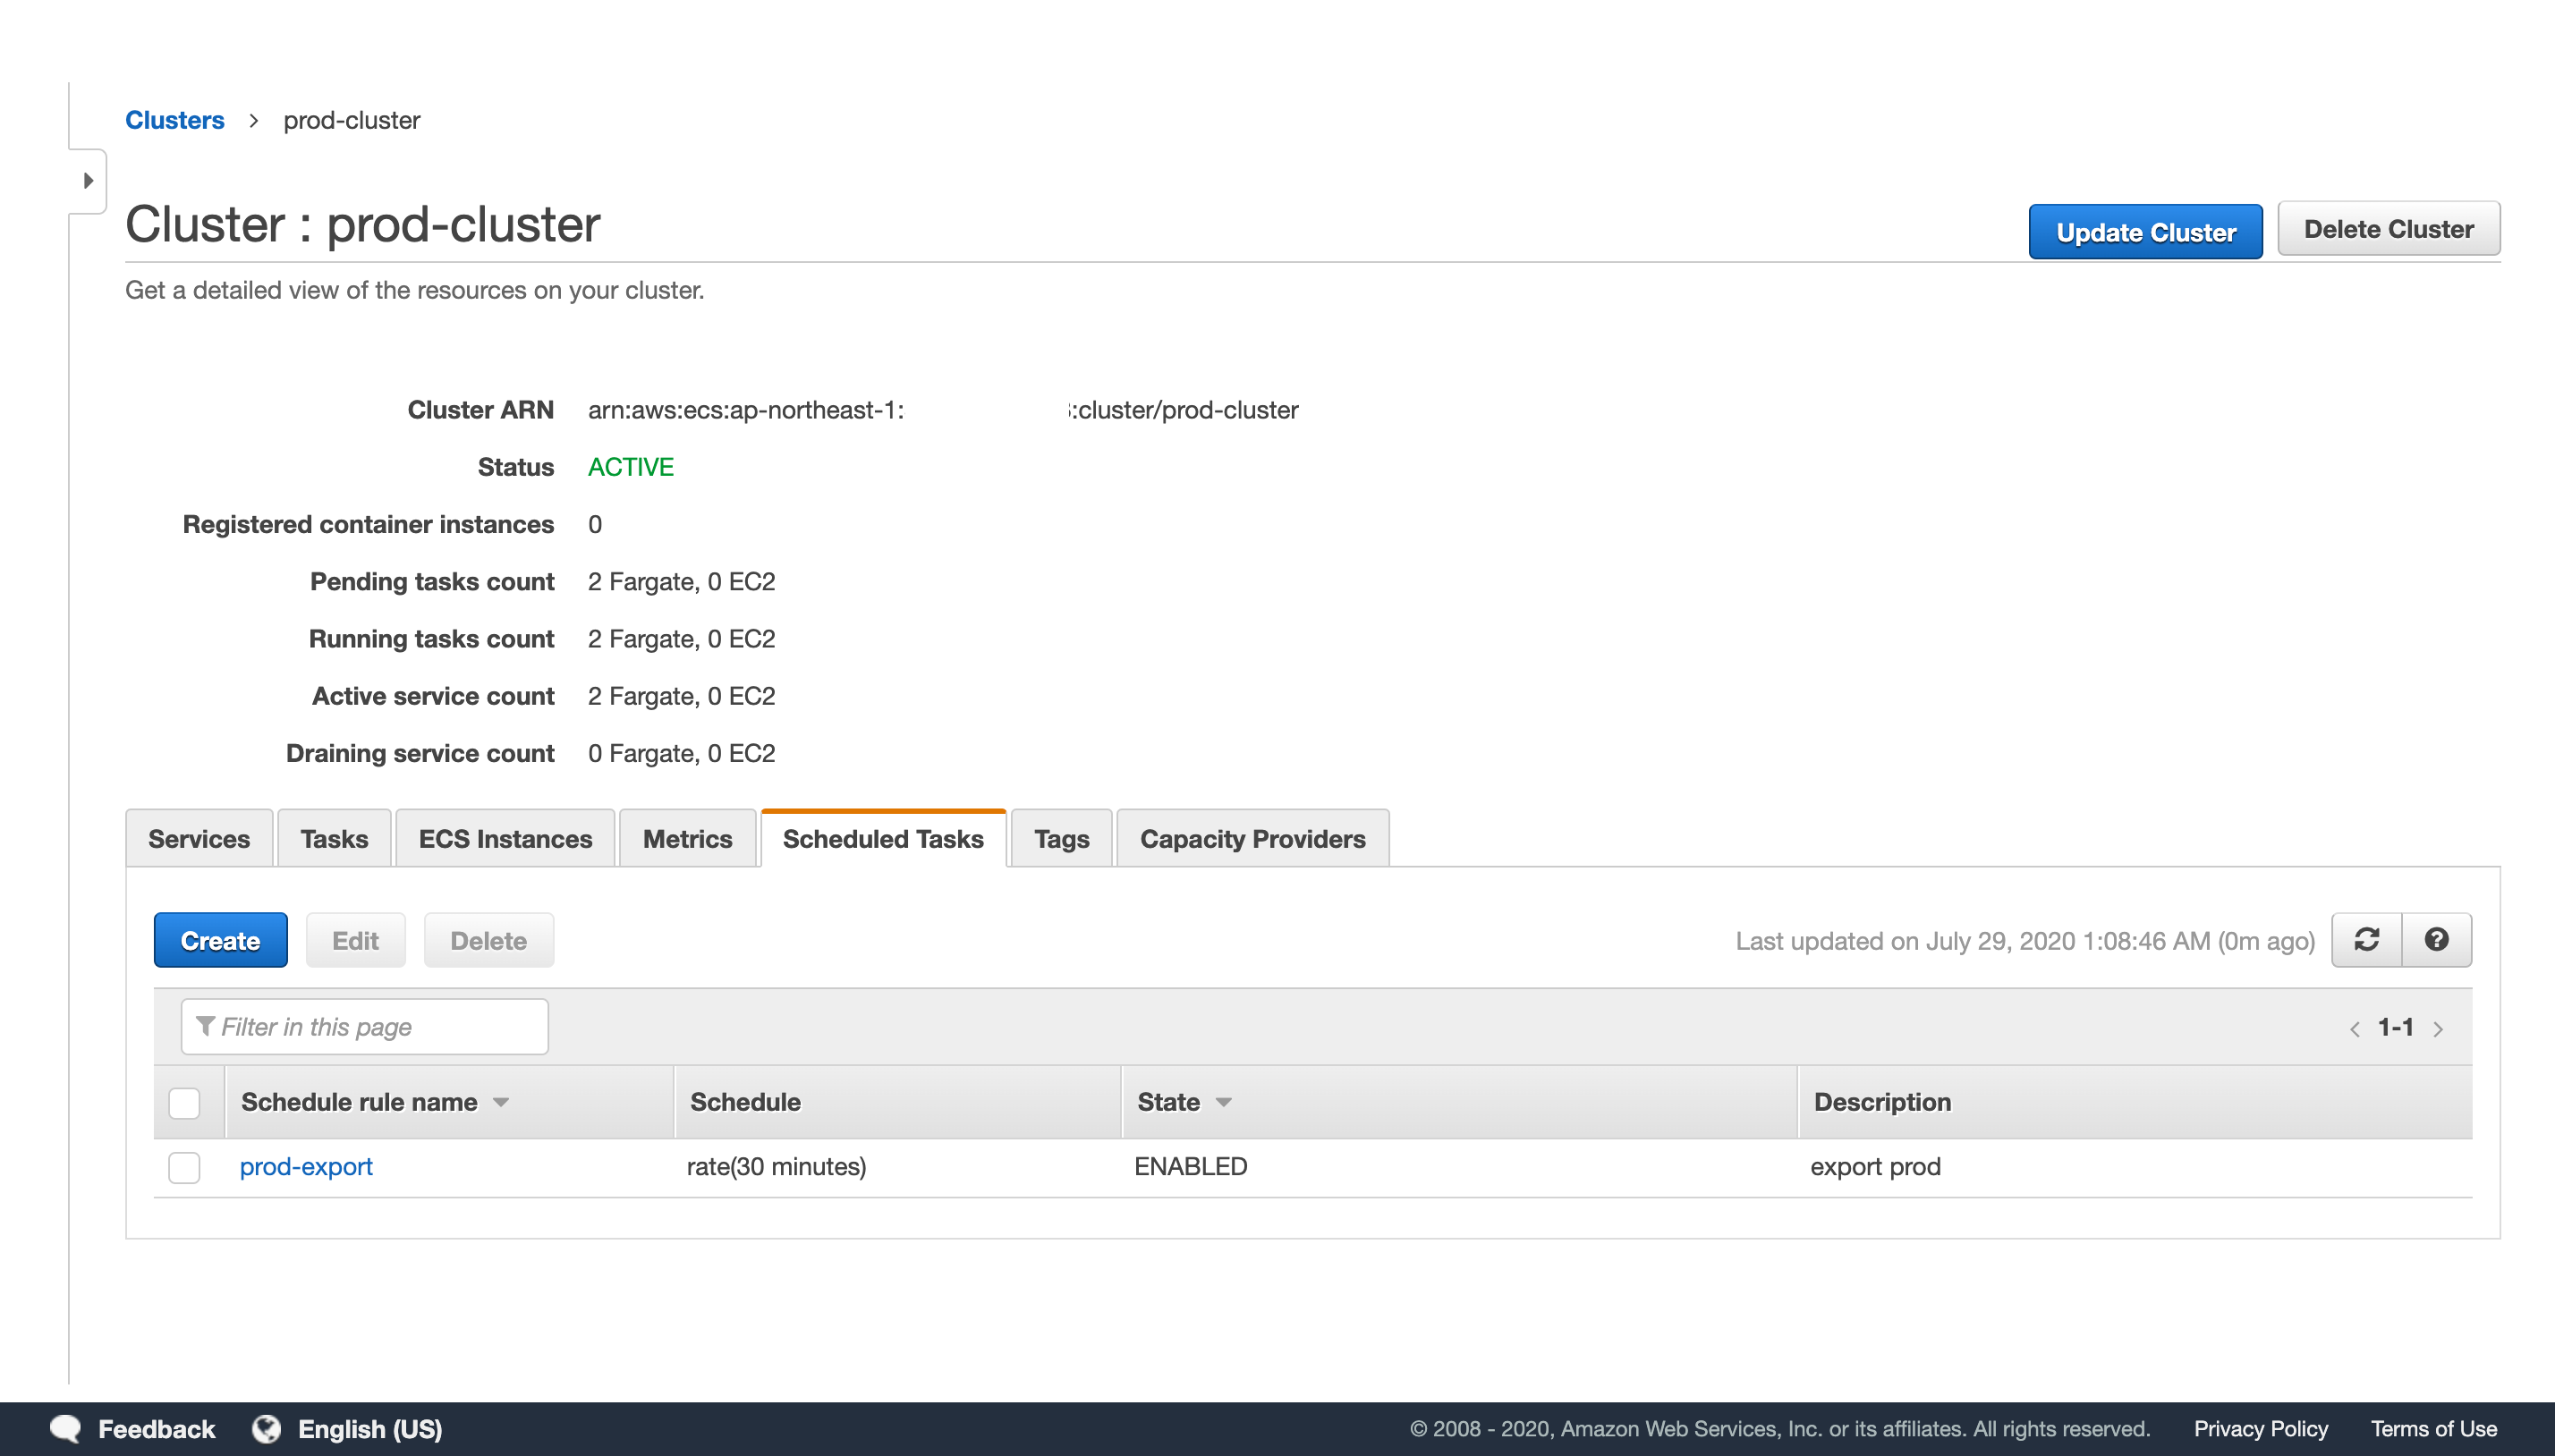 Clusters > prod-cluster
Cluster : prod-cluster
Update Cluster
Delete Cluster
Get a detailed view of the resources on your cluster.
Cluster ARN arn:aws:ecs:ap-northeast-1: :cluster/prod-cluster
Status ACTIVE
Registered container instances 0
Pending tasks count 2 Fargate, 0 EC2
Running tasks count 2 Fargate, 0 EC2
Active service count 2 Fargate, 0 EC2
Draining service count 0 Fargate, 0 EC2
Services Tasks ECS Instances Metrics Scheduled Tasks Tags Capacity Providers
Create Edit Delete Last updated on July 29, 2020 1:08:46 AM (0m ago)
Filter in this page < 1-1 >
Schedule rule name Schedule State Description
prod-export rate(30 minutes) ENABLED export prod
Feedback English (US) © 2008 - 2020, Amazon Web Services, Inc. or its affiliates. All rights reserved. Privacy Policy Terms of Use